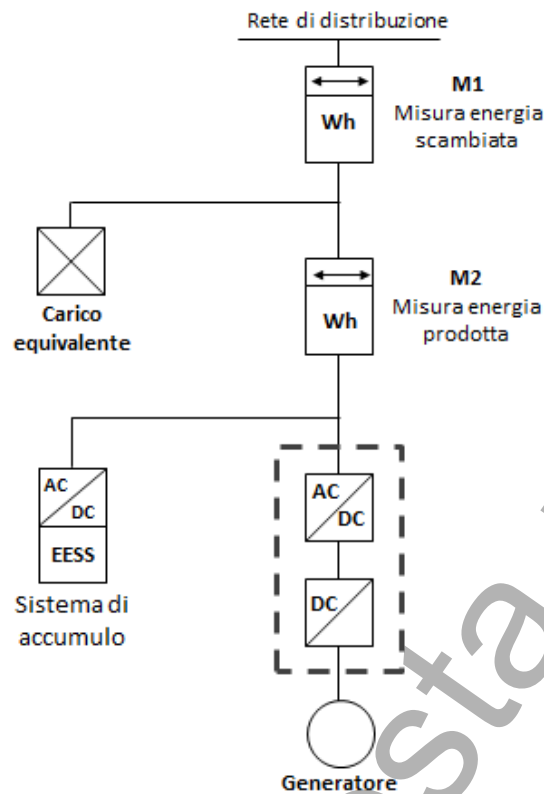 Rete di distribuzione
M1
Misura energia
scambiata
Wh
Carico
equivalente
M2
Misura energia
prodotta
Wh
AC
DC
EESS
Sistema di
accumulo
AC
DC
DC
Generatore